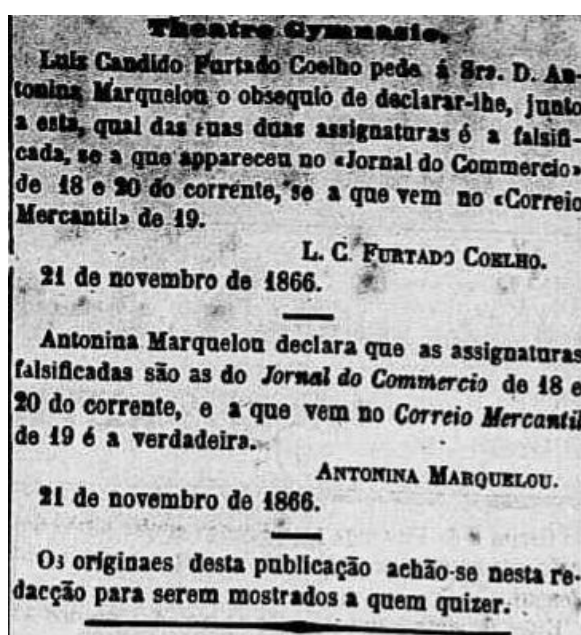 Theatro Gymnasio.
Luiz Candido Furtado Coelho pede á Sra. D. An-
tonina Marquelou o obsequio de declarar-lhe, junto
a esta, qual das suas duas assignaturas é a falsifi-
cada, se a que appareceu no «Jornal do Commercio»
de 18 e 20 do corrente, se a que vem no «Correio
Mercantil» de 19.
L. C. FURTADO COELHO.
21 de novembro de 1866.
Antonina Marquelou declara que as assignaturas
falsificadas são as do Jornal do Commercio de 18 e
20 do corrente, e a que vem no Correio Mercantil
de 19 é a verdadeira.
ANTONINA MARQUELOU.
21 de novembro de 1866.
Os originaes desta publicação achão-se nesta re-
dacção para serem mostrados a quem quizer.